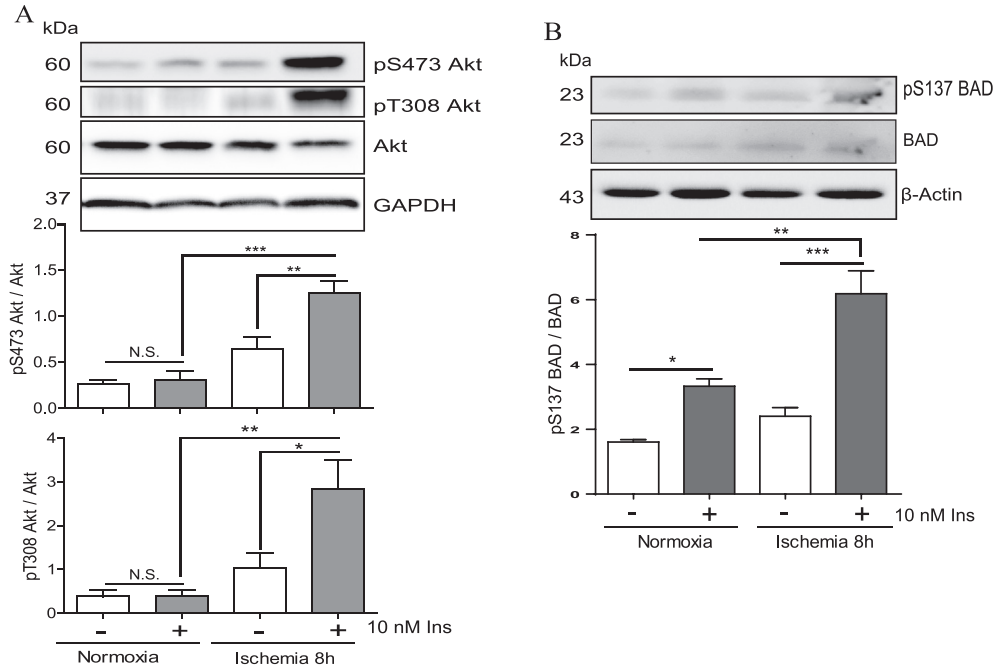 A
kDa
60 pS473 Akt
60 pT308 Akt
60 Akt
37 GAPDH
pS473 Akt / Akt
2.0
1.5
1.0
0.5
0.0
***
**
N.S.
pT308 Akt / Akt
4
3
2
1
0
**
*
N.S.
- + - + 10 nM Ins
Normoxia Ischemia 8h
B
kDa
23 pS137 BAD
23 BAD
43 β-Actin
pS137 BAD / BAD
8
6
4
2
0
**
***
*
- + - + 10 nM Ins
Normoxia Ischemia 8h